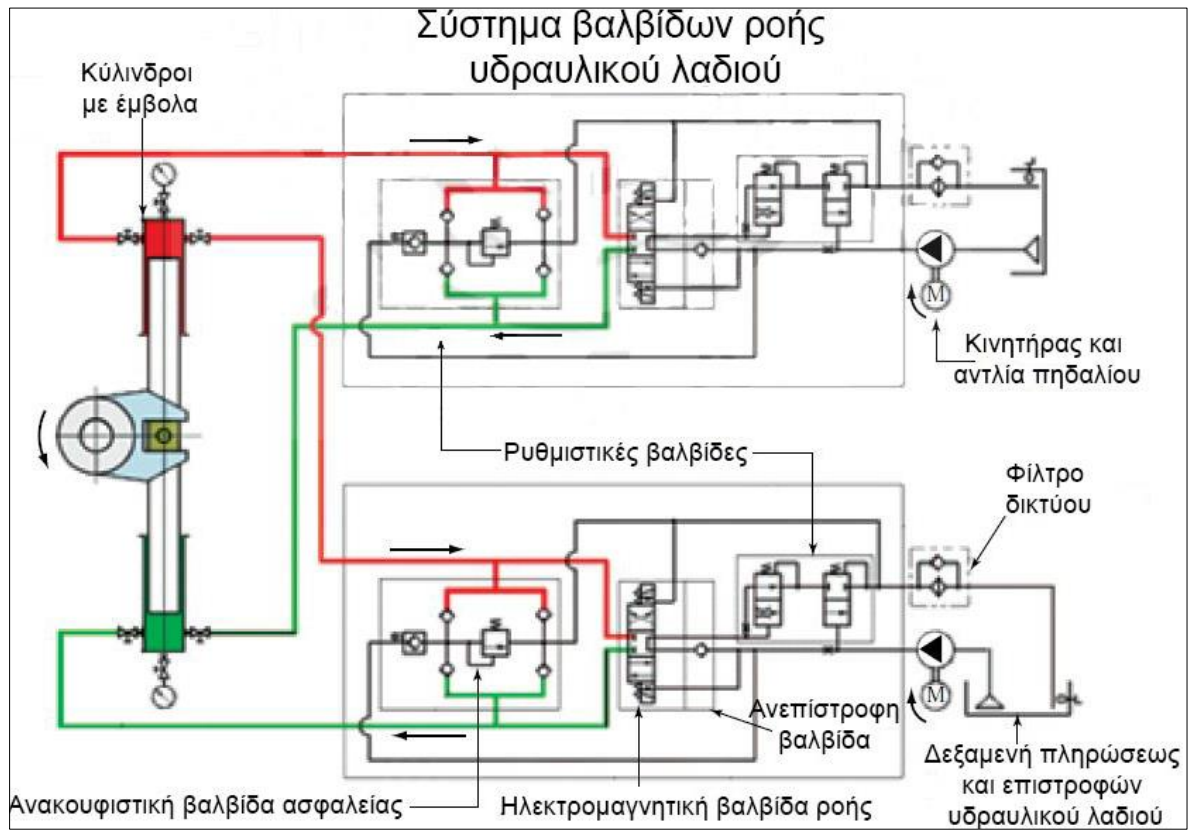 Σύστημα βαλβίδων ροής
υδραυλικού λαδιού
Κύλινδροι
με έμβολα
M
Κινητήρας και
αντλία πηδαλίου
Ρυθμιστικές βαλβίδες
Φίλτρο
δικτύου
M
Ανεπίστροφη
βαλβίδα
Δεξαμενή πληρώσεως
και επιστροφών
υδραυλικού λαδιού
Ανακουφιστική βαλβίδα ασφαλείας
Ηλεκτρομαγνητική βαλβίδα ροής